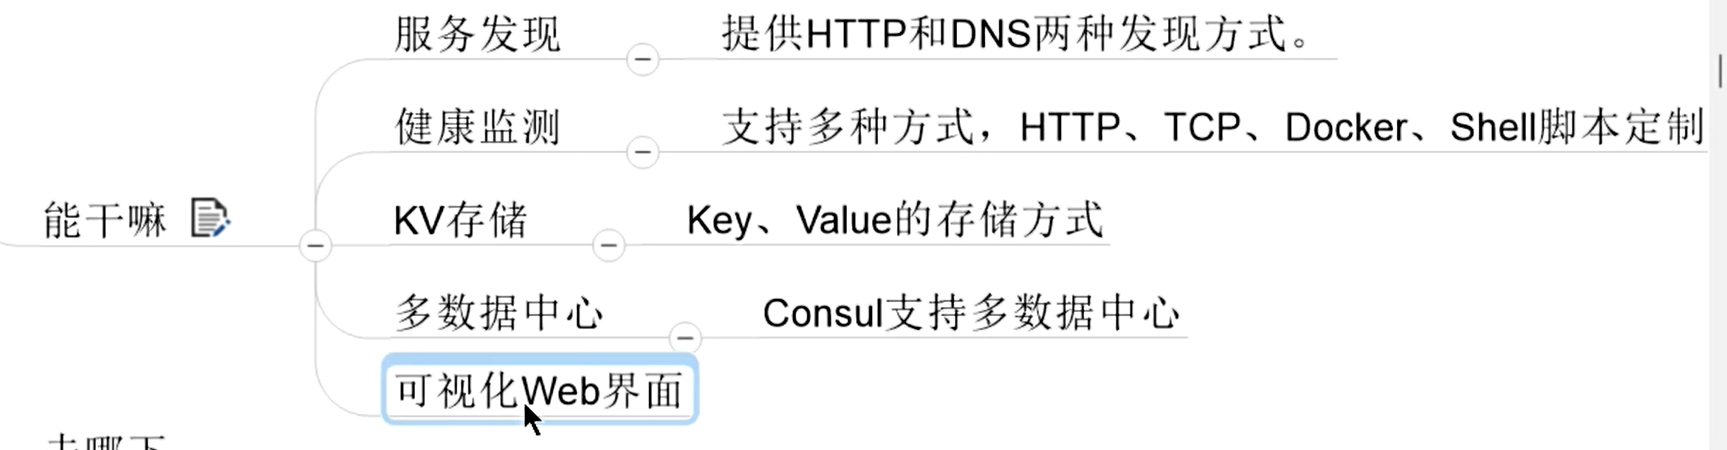 服务发现
提供HTTP和DNS两种发现方式。
健康监测
支持多种方式，HTTP、TCP、Docker、Shell脚本定制
能干嘛
KV存储
Key、Value的存储方式
多数据中心
Consul支持多数据中心
可视化Web界面